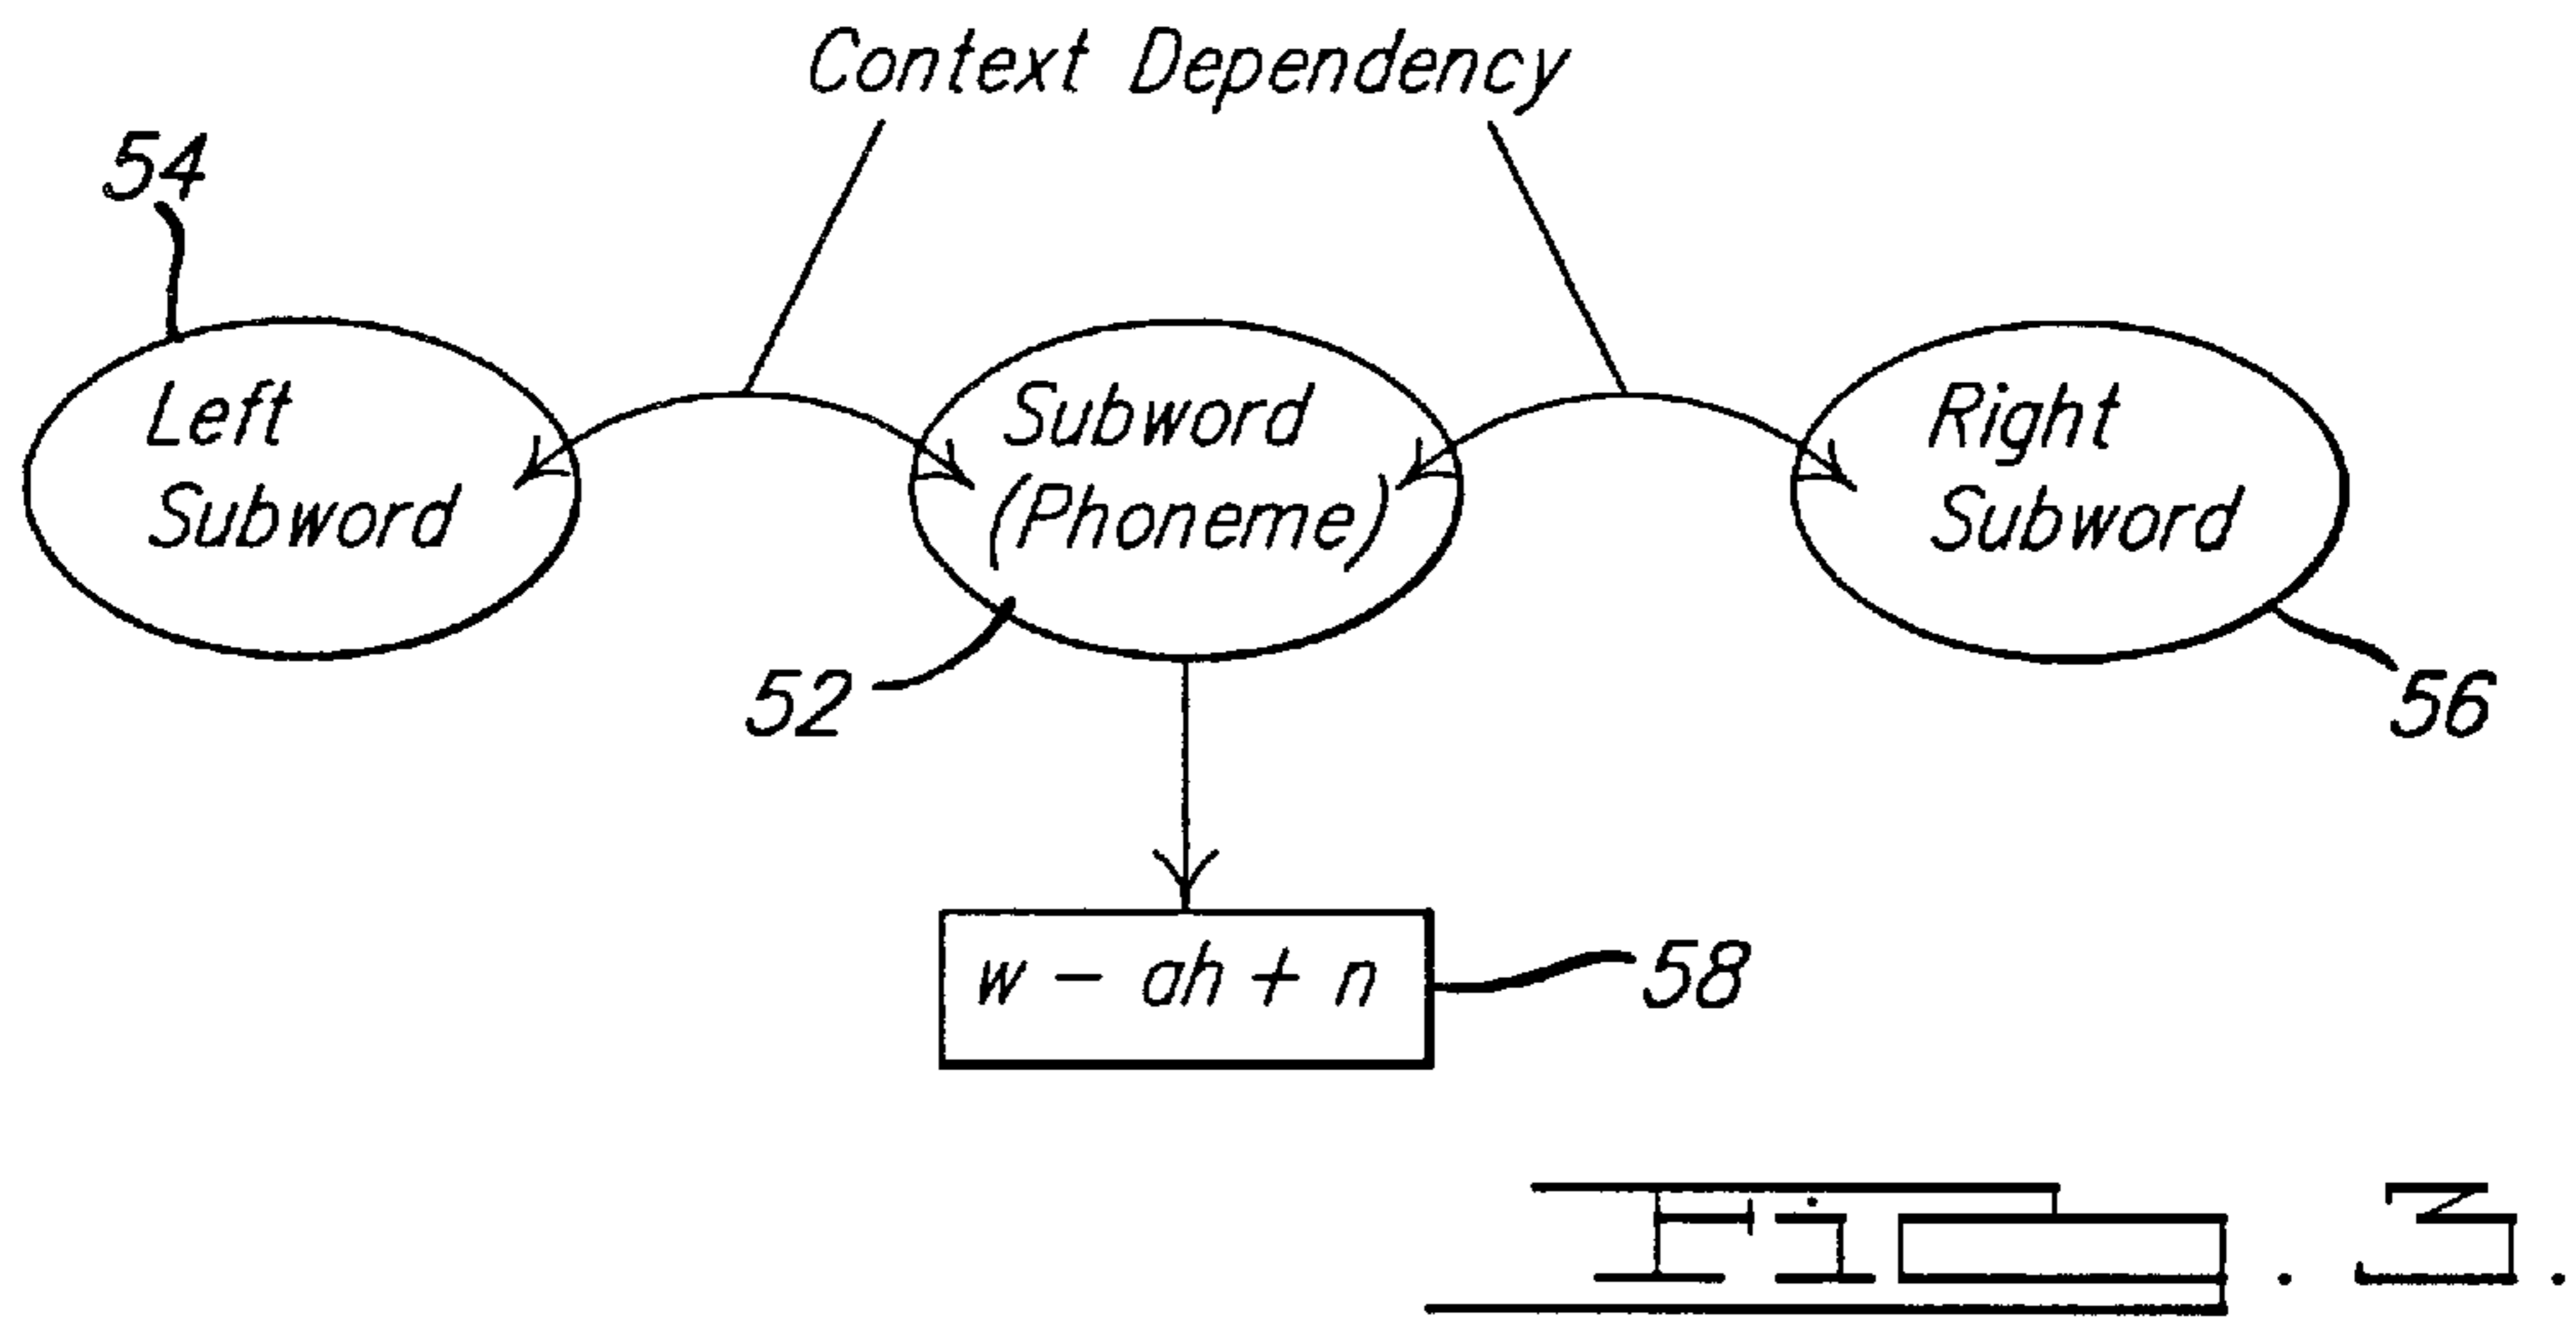 Context Dependency
54
Left
Subword
Subword
(Phoneme)
Right
Subword
52
56
w - ah + n
58
Fig. 3.